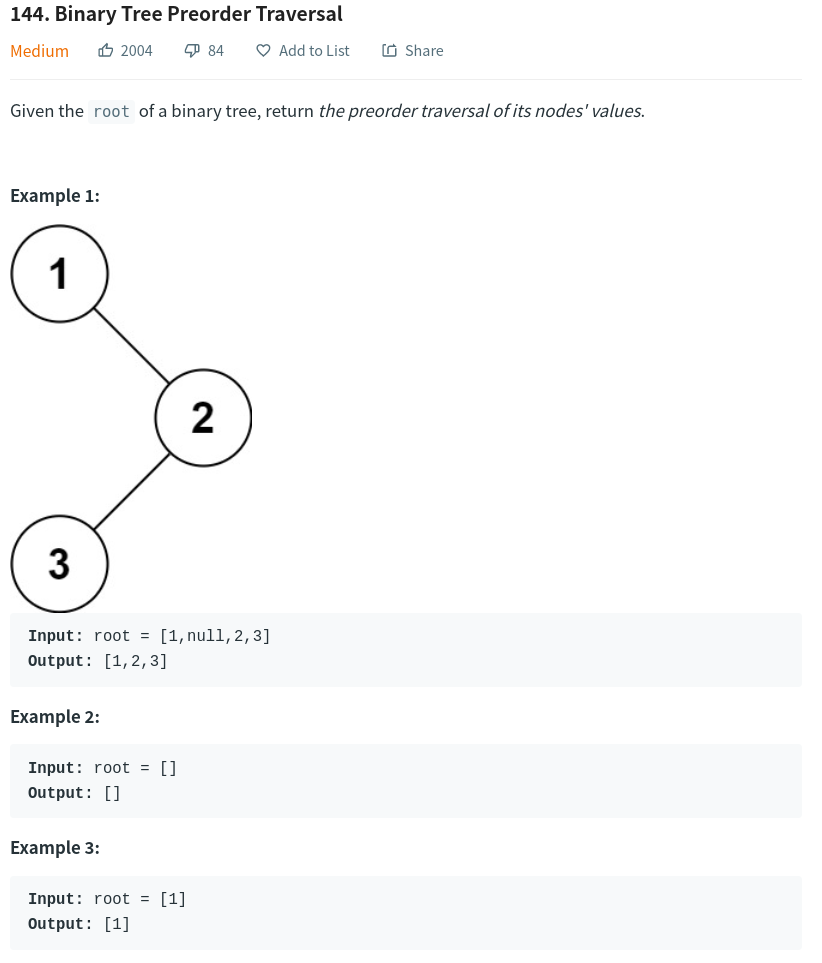 144. Binary Tree Preorder Traversal
Medium 2004 84 Add to List Share
Given the root of a binary tree, return the preorder traversal of its nodes' values.
Example 1:
1
2
3
Input: root = [1,null,2,3]
Output: [1,2,3]
Example 2:
Input: root = []
Output: []
Example 3:
Input: root = [1]
Output: [1]